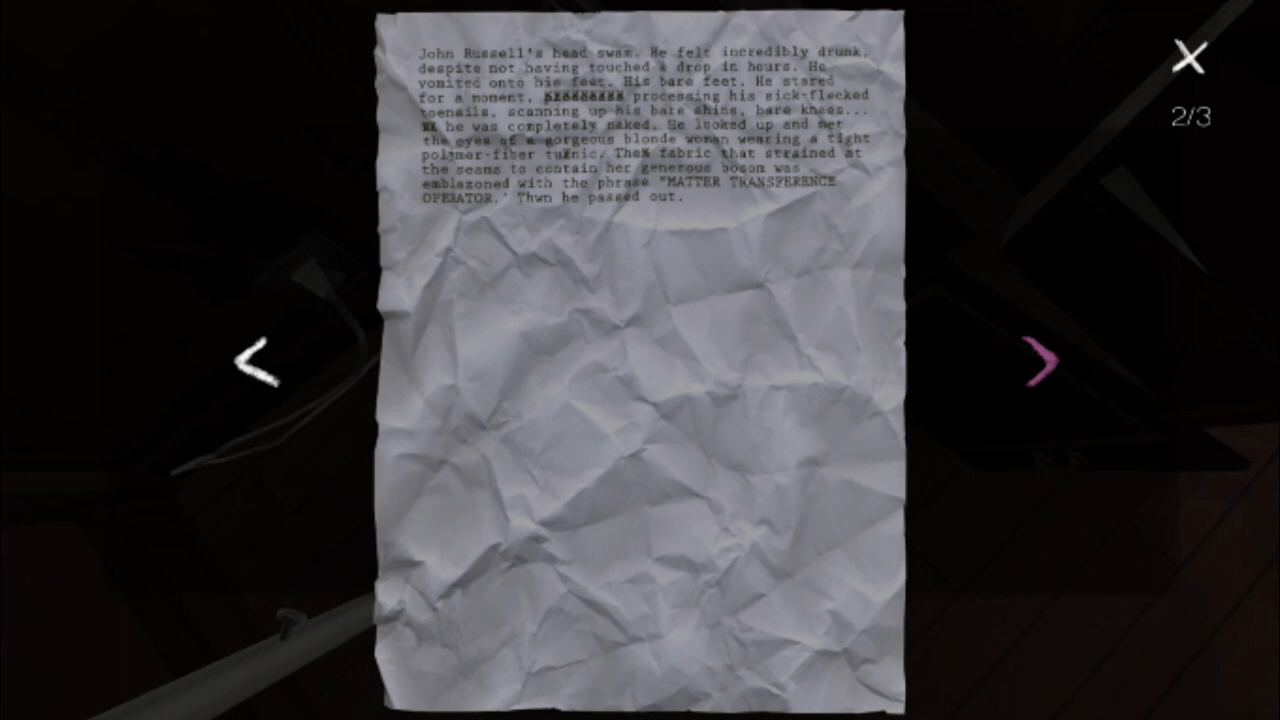 John Russell's head swam. He felt incredibly drunk,
despite not having touched a drop in hours. He
vomited onto his feet. His bare feet. He stared
for a moment, processing his sick-flecked
toenails, scanning up his bare shins, bare knees...
he was completely naked. He looked up and met
the eyes of a gorgeous blonde woman wearing a tight
polymer-fiber tunic. The fabric that strained at
the seams to contain her generous bosom was
emblazoned with the phrase "MATTER TRANSFERENCE
OPERATOR.' Thwn he passed out.
2/3